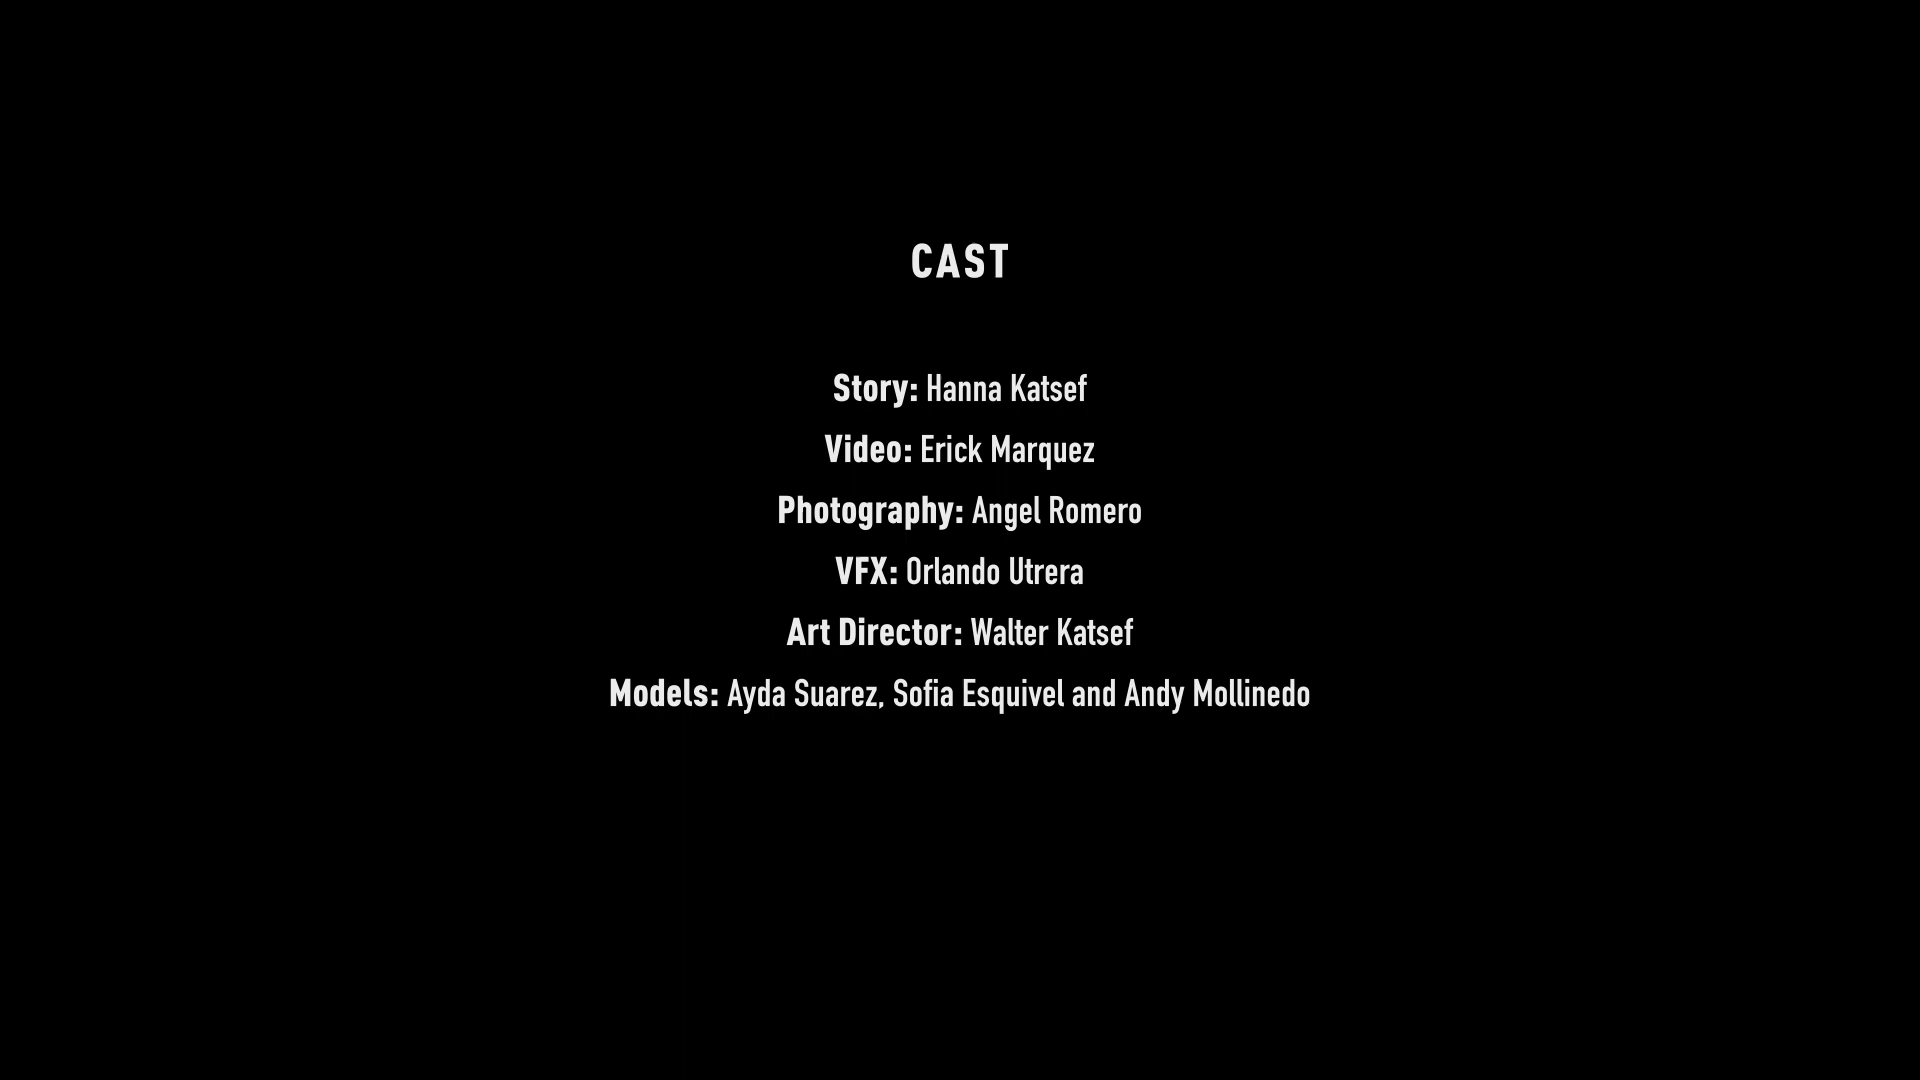 CAST
Story: Hanna Katsef
Video: Erick Marquez
Photography: Angel Romero
VFX: Orlando Utrera
Art Director: Walter Katsef
Models: Ayda Suarez, Sofia Esquivel and Andy Mollinedo